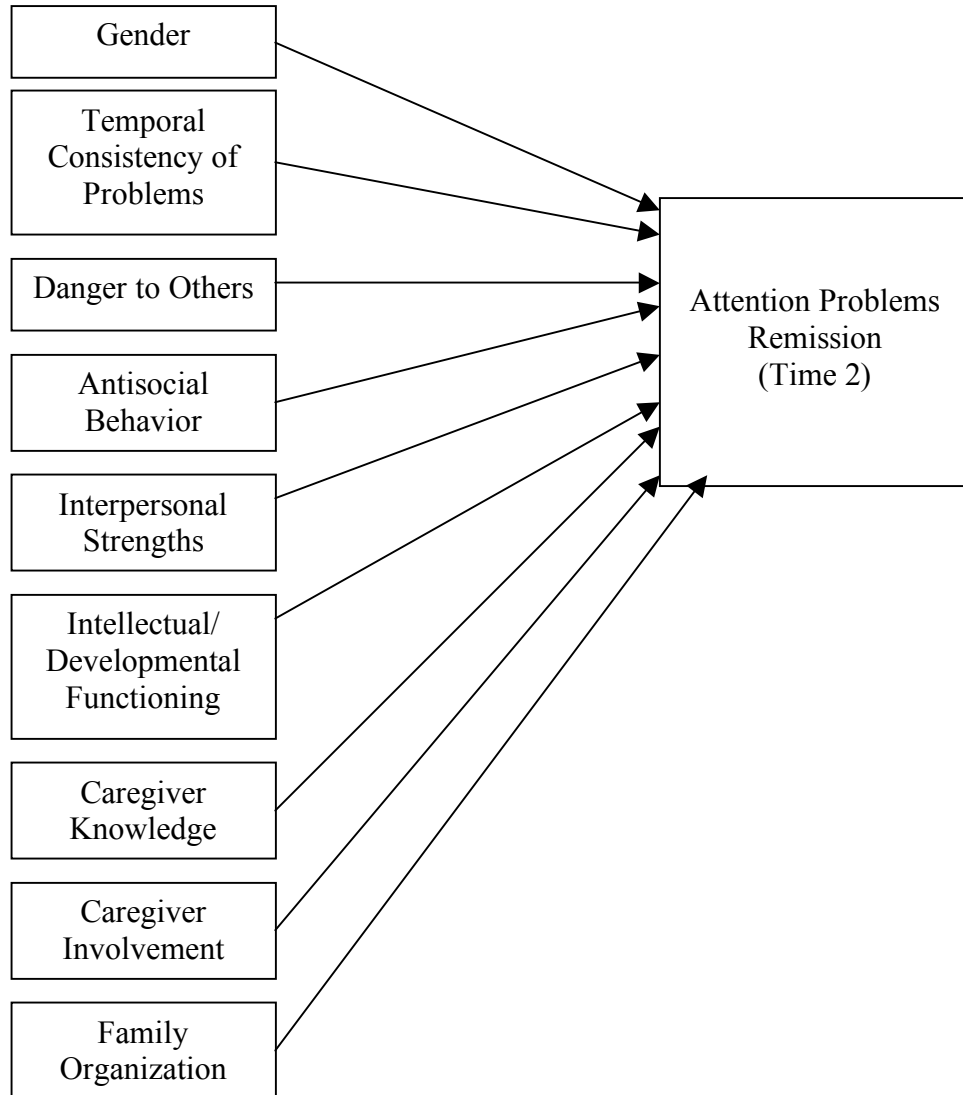 Gender
Temporal
Consistency of
Problems
Danger to Others
Antisocial
Behavior
Interpersonal
Strengths
Intellectual/
Developmental
Functioning
Caregiver
Knowledge
Caregiver
Involvement
Family
Organization
Attention Problems
Remission
(Time 2)